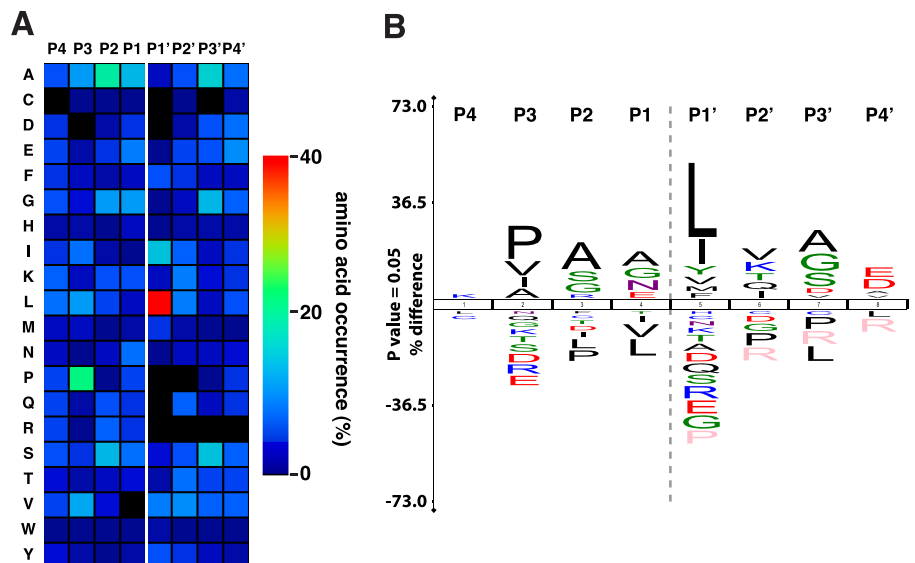 A
P4 P3 P2 P1 P1’ P2’ P3’ P4’
A
C
D
E
F
G
H
I
K
L
M
N
P
Q
R
S
T
V
W
Y
40
20
0
amino acid occurrence (%)
B
73.0
36.5
-36.5
-73.0
P value = 0.05
% difference
P4 P3 P2 P1 P1’ P2’ P3’ P4’
L
P A A I V A
V S G Y K G E
I G N V T S D
A R E M Q D V
K F I V
1 2 3 4 5 6 7 8
G K T V D P R
S D L L A G R
R P D P L
E Q R
S
R
E
G
P